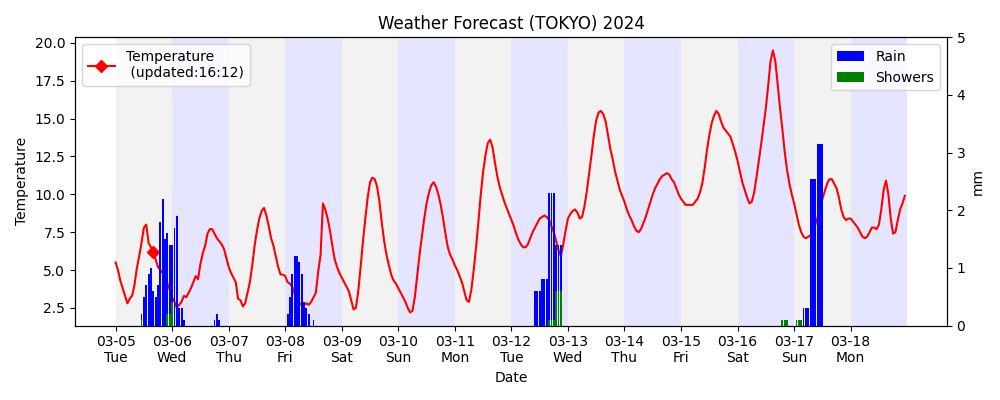 Weather Forecast (TOKYO) 2024
Temperature
(updated:16:12)
Rain
Showers
Temperature
20.0
17.5
15.0
12.5
10.0
7.5
5.0
2.5
5
4
3
2
1
0
mm
03-05 03-06 03-07 03-08 03-09 03-10 03-11 03-12 03-13 03-14 03-15 03-16 03-17 03-18
Tue Wed Thu Fri Sat Sun Mon Tue Wed Thu Fri Sat Sun Mon
Date